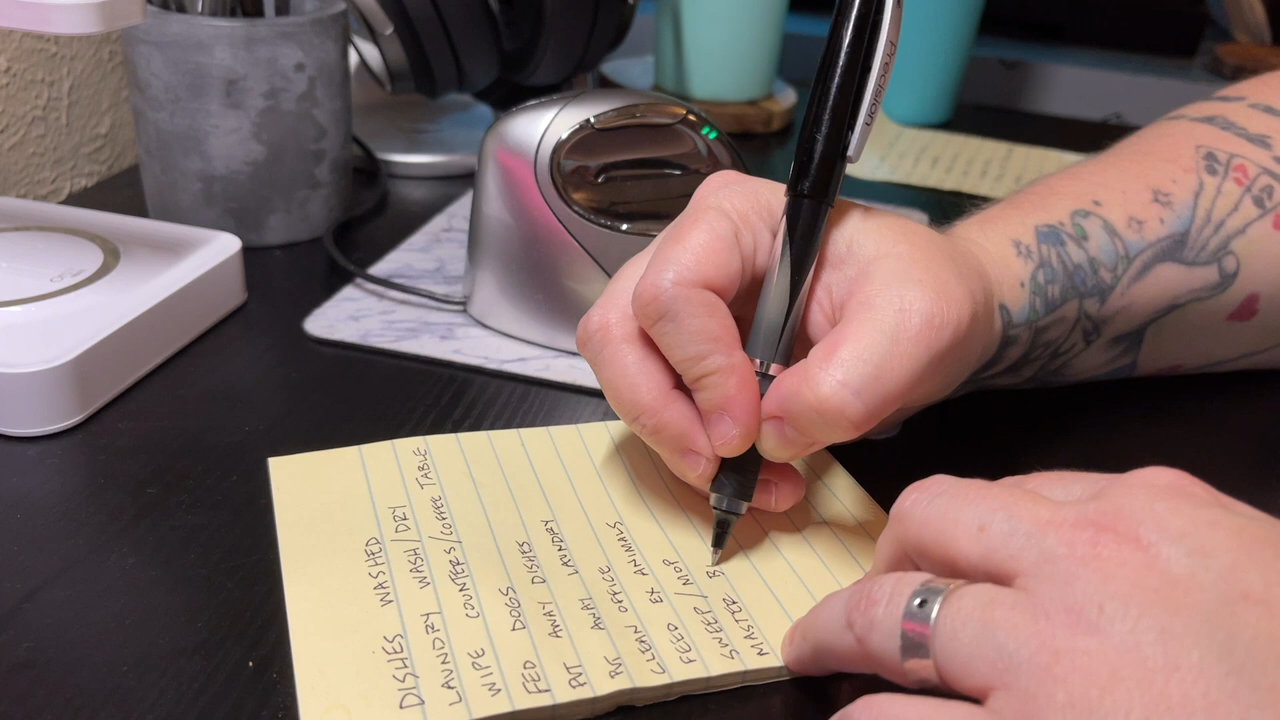 DISHES WASHED
LAUNDRY WASH/DRY
WIPE COUNTERS/COFFEE TABLE
FED DOGS
PUT AWAY DISHES
PUT AWAY LAUNDRY
CLEAN OFFICE
FEED EX ANIMALS
SWEEP/MOP
MASTER B
Precision